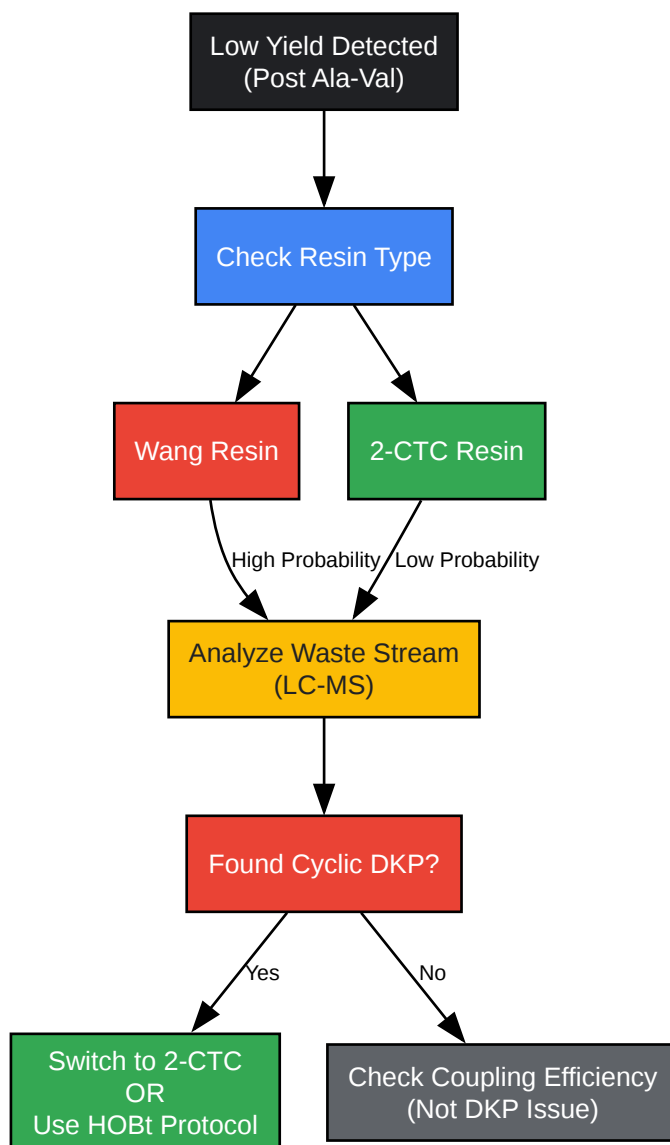 Low Yield Detected
(Post Ala-Val)
Check Resin Type
Wang Resin
2-CTC Resin
High Probability
Low Probability
Analyze Waste Stream
(LC-MS)
Found Cyclic DKP?
Yes
No
Switch to 2-CTC
OR
Use HOBt Protocol
Check Coupling Efficiency
(Not DKP Issue)